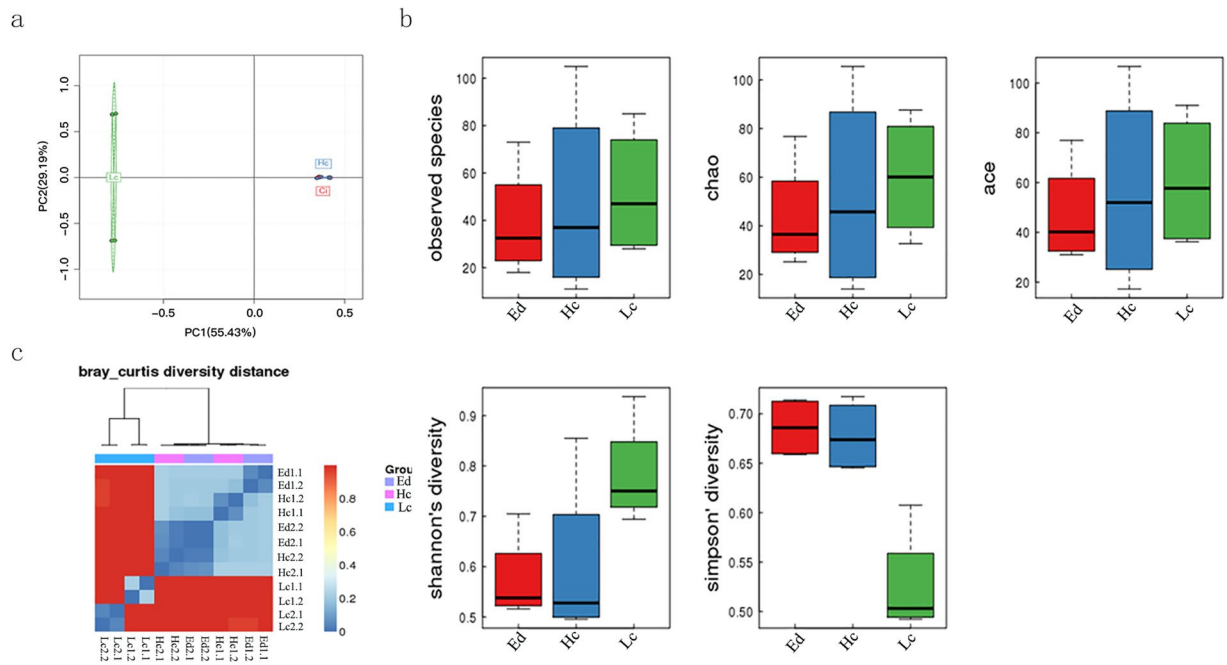 a
b
PC2(29.19%)
1.0
0.5
0.0
−0.5
−1.0
Lc
Hc
Ci
−0.5
0.0
0.5
PC1(55.43%)
observed species
100
80
60
40
20
Ed
Hc
Lc
chao
100
80
60
40
20
Ed
Hc
Lc
ace
100
80
60
40
20
Ed
Hc
Lc
c
bray_curtis diversity distance
Ed1.1
Ed1.2
Hc1.2
Hc1.1
Ed2.2
Ed2.1
Hc2.2
Hc2.1
Lc1.1
Lc1.2
Lc2.1
Lc2.2
Lc2.2
Lc2.1
Lc1.2
Lc1.1
Hc2.1
Hc2.2
Ed2.1
Ed2.2
Hc1.1
Hc1.2
Ed1.2
Ed1.1
0.8
0.6
0.4
0.2
0
Grou
Ed
Hc
Lc
shannon's diversity
0.9
0.8
0.7
0.6
0.5
Ed
Hc
Lc
simpson' diversity
0.70
0.65
0.60
0.55
0.50
Ed
Hc
Lc